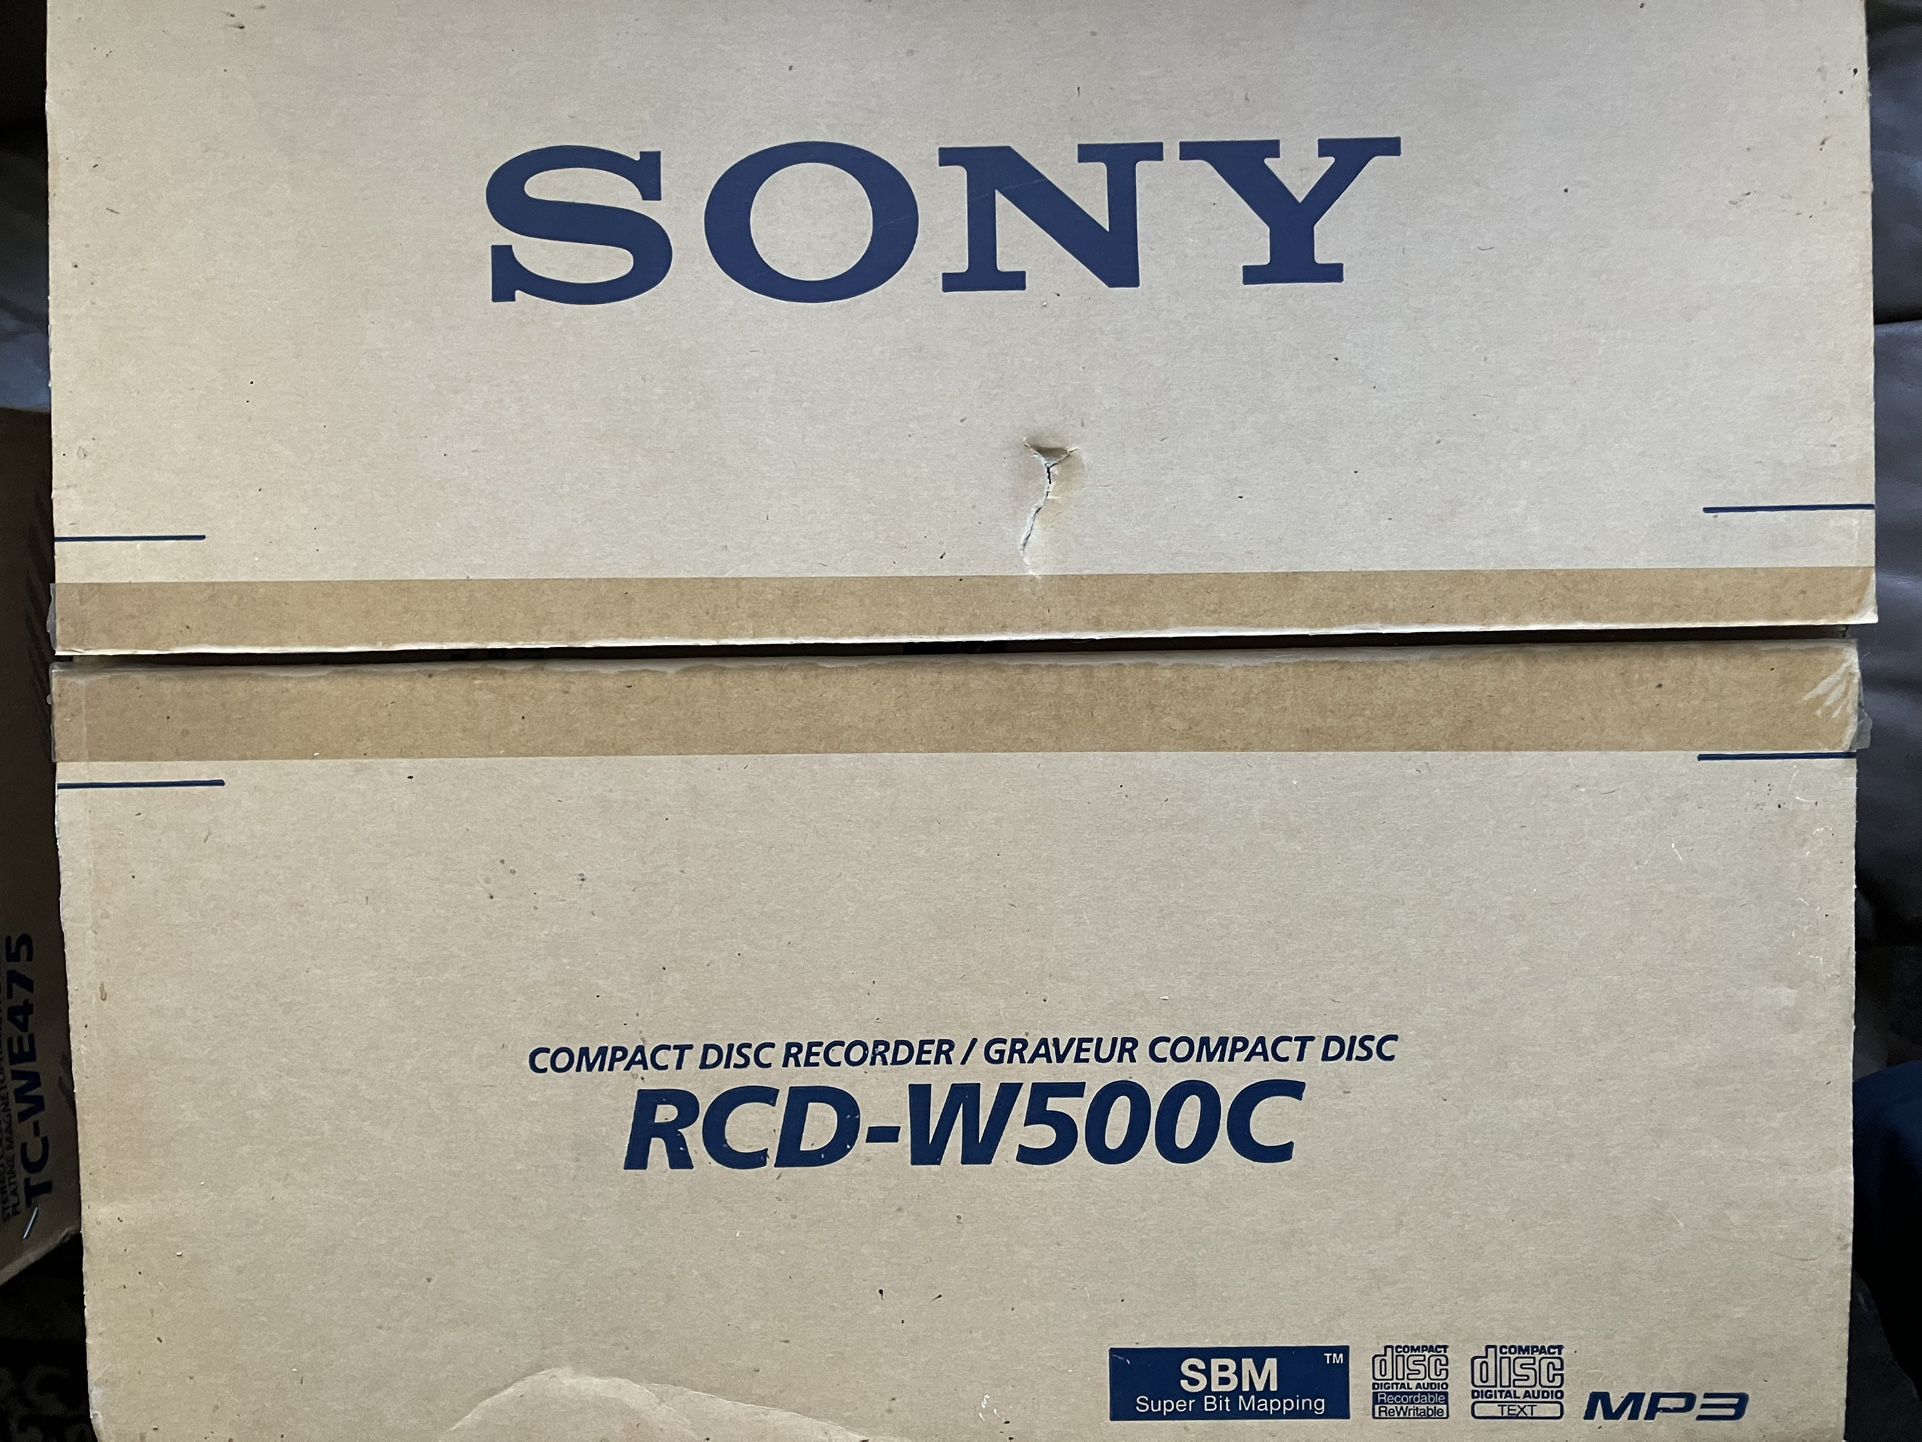 SONY
COMPACT DISC RECORDER / GRAVEUR COMPACT DISC
RCD-W500C
SBM TM
Super Bit Mapping
COMPACT
disc
DIGITAL AUDIO
Recordable
ReWritable
COMPACT
disc
DIGITAL AUDIO
TEXT
MP3
TC-WE475